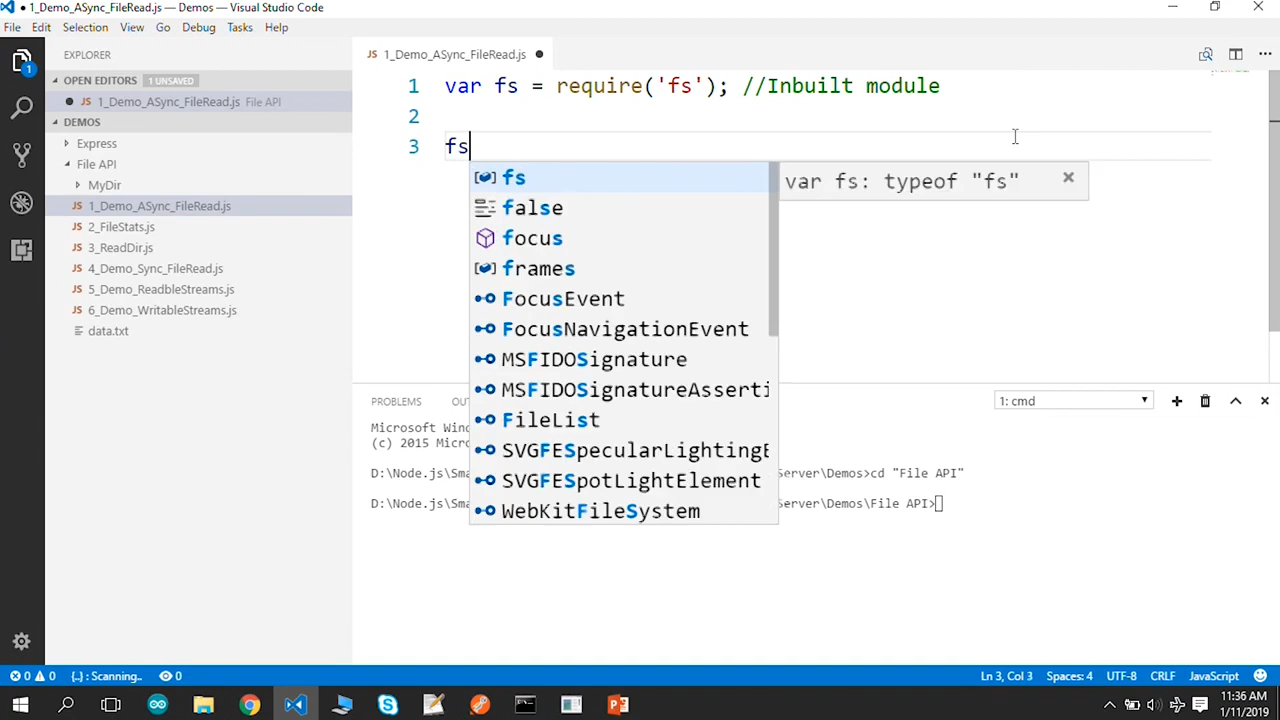 1_Demo_ASync_FileRead.js — Demos — Visual Studio Code
File Edit Selection View Go Debug Tasks Help
EXPLORER
OPEN EDITORS 1 UNSAVED
JS 1_Demo_ASync_FileRead.js File API
DEMOS
Express
File API
MyDir
JS 1_Demo_ASync_FileRead.js
JS 2_FileStats.js
JS 3_ReadDir.js
JS 4_Demo_Sync_FileRead.js
JS 5_Demo_ReadbleStreams.js
JS 6_Demo_WritableStreams.js
data.txt
1
JS 1_Demo_ASync_FileRead.js
1 var fs = require('fs'); //Inbuilt module
2
3 fs
fs
false
focus
frames
FocusEvent
FocusNavigationEvent
MSFIDOSignature
MSFIDOSignatureAsserti
FileList
SVGFESpecularLightingE
SVGFESpotLightElement
WebKitFileSystem
var fs: typeof "fs"
PROBLEMS OU
1: cmd
Microsoft Wind
(c) 2015 Micro
D:\Node.js\Sma Server\Demos>cd "File API"
D:\Node.js\Sma Server\Demos\File API>
0 0 {..} : Scanning.. 0
Ln 3, Col 3 Spaces: 4 UTF-8 CRLF JavaScript
11:36 AM
1/11/2019